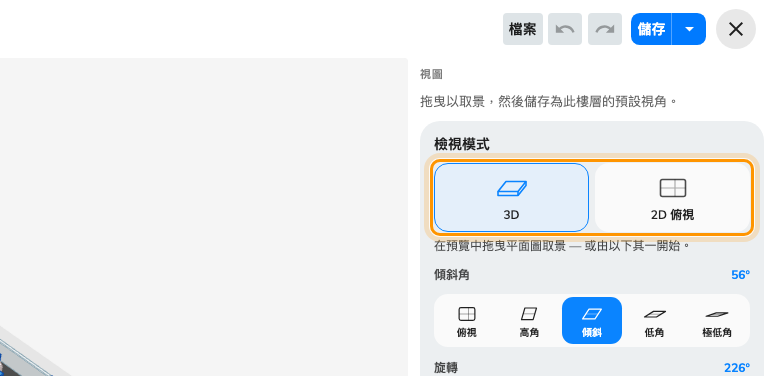 檔案 儲存
視圖
拖曳以取景，然後儲存為此樓層的預設視角。
檢視模式
3D 2D 俯視
在預覽中拖曳平面圖取景 — 或由以下其一開始。
傾斜角 56°
俯視 高角 傾斜 低角 極低角
旋轉 226°